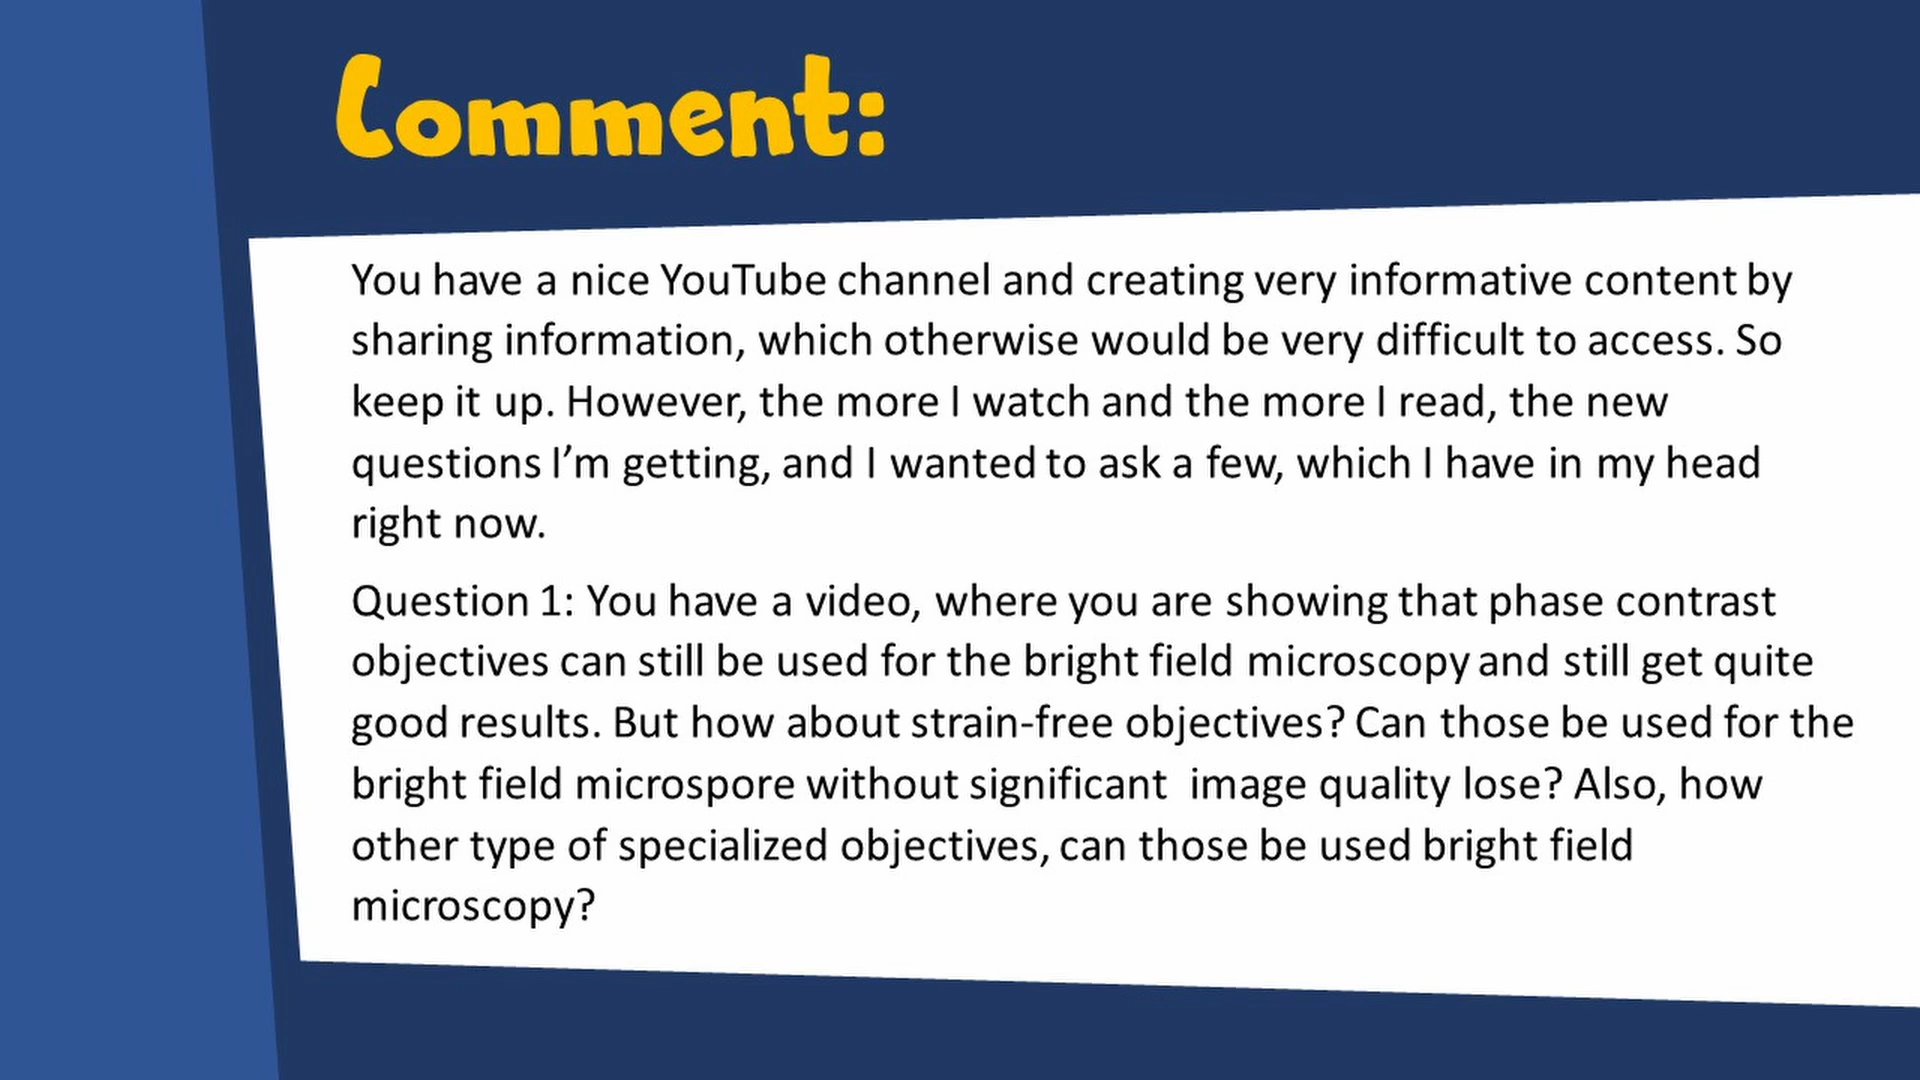 Comment:
You have a nice YouTube channel and creating very informative content by
sharing information, which otherwise would be very difficult to access. So
keep it up. However, the more I watch and the more I read, the new
questions I’m getting, and I wanted to ask a few, which I have in my head
right now.
Question 1: You have a video, where you are showing that phase contrast
objectives can still be used for the bright field microscopy and still get quite
good results. But how about strain-free objectives? Can those be used for the
bright field microspore without significant  image quality lose? Also, how
other type of specialized objectives, can those be used bright field
microscopy?